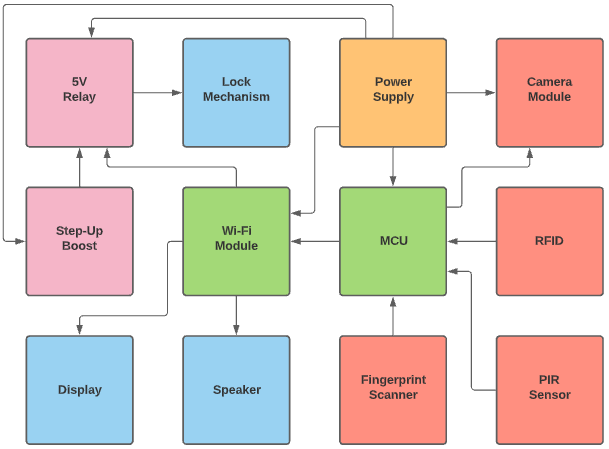 5V
Relay
Lock
Mechanism
Power
Supply
Camera
Module
Step-Up
Boost
Wi-Fi
Module
MCU
RFID
Display
Speaker
Fingerprint
Scanner
PIR
Sensor